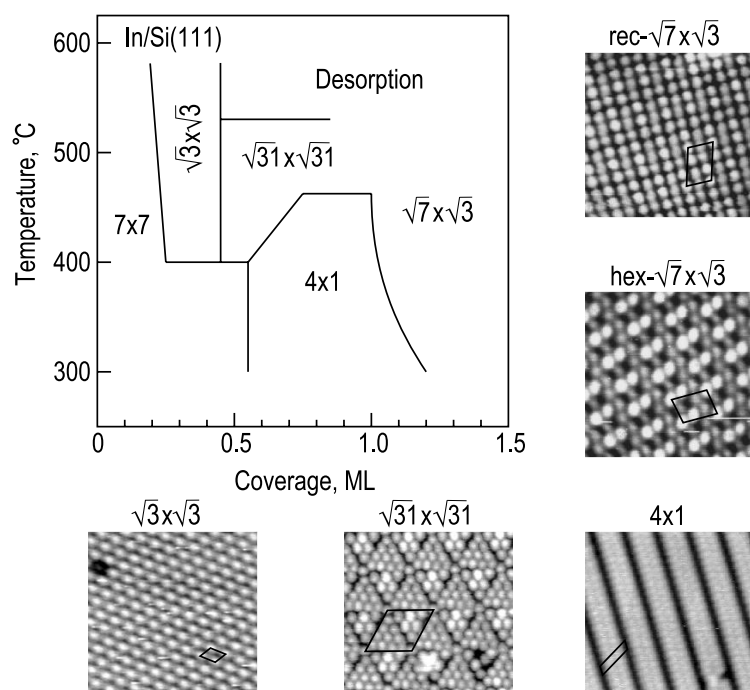 In/Si(111)
Temperature, °C
600
500
400
300
Desorption
√3x√3
√31x√31
7x7
4x1
√7x√3
0
0.5
1.0
1.5
Coverage, ML
rec-√7x√3
hex-√7x√3
√3x√3
√31x√31
4x1